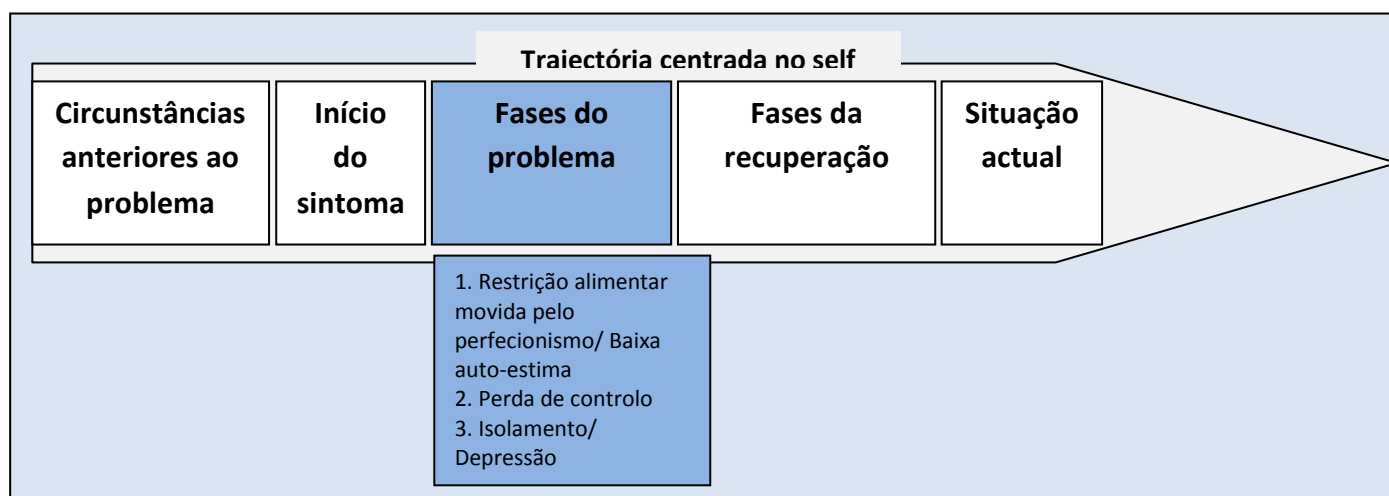 Trajectória centrada no self
Circunstâncias
anteriores ao
problema
Início
do
sintoma
Fases do
problema
Fases da
recuperação
Situação
actual
1. Restrição alimentar
movida pelo
perfecionismo/ Baixa
auto-estima
2. Perda de controlo
3. Isolamento/
Depressão